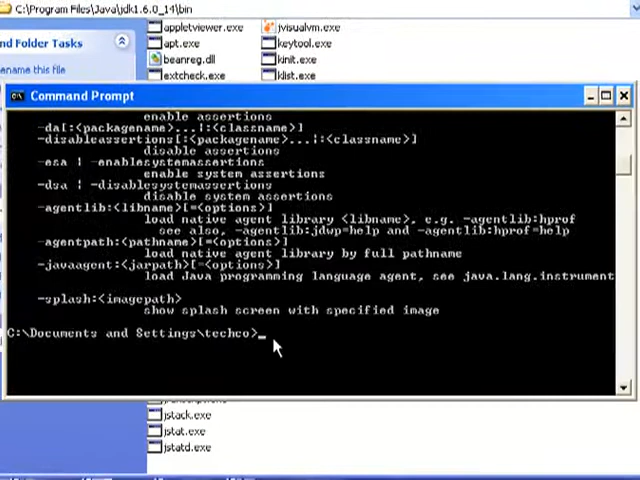 C:\Program Files\Java\jdk1.6.0_14\bin
nd Folder Tasks
ename this file
appletviewer.exe
apt.exe
beanreg.dll
extcheck.exe
jvisualvm.exe
keytool.exe
kinit.exe
klist.exe
Command Prompt
enable assertions
-da[:<packagename>...|:<classname>]
-disableassertions[:<packagename>...|:<classname>]
disable assertions
-esa | -enablesystemassertions
enable system assertions
-dsa | -disablesystemassertions
disable system assertions
-agentlib:<libname>[=<options>]
load native agent library <libname>, e.g. -agentlib:hprof
see also, -agentlib:jdwp=help and -agentlib:hprof=help
-agentpath:<pathname>[=<options>]
load native agent library by full pathname
-javaagent:<jarpath>[=<options>]
load Java programming language agent, see java.lang.instrument
-splash:<imagepath>
show splash screen with specified image
C:\Documents and Settings\techco>_
jstack.exe
jstat.exe
jstatd.exe